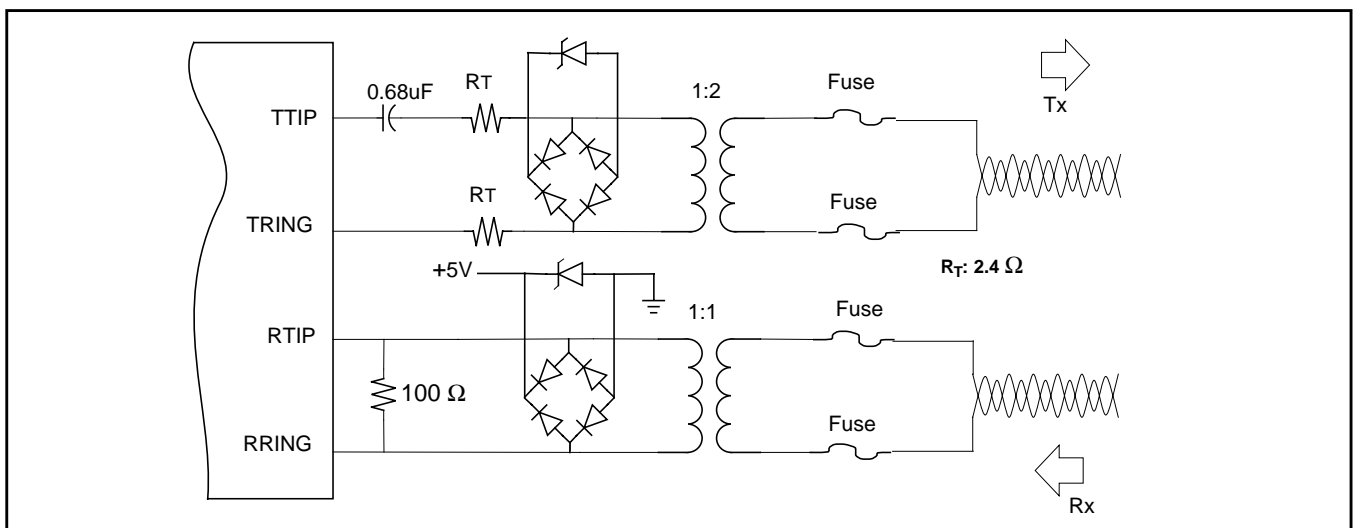 TTIP
0.68uF
RT
1:2
Fuse
Tx
TRING
RT
Fuse
RT: 2.4 Ω
+5V
RTIP
1:1
Fuse
100 Ω
RRING
Fuse
Rx